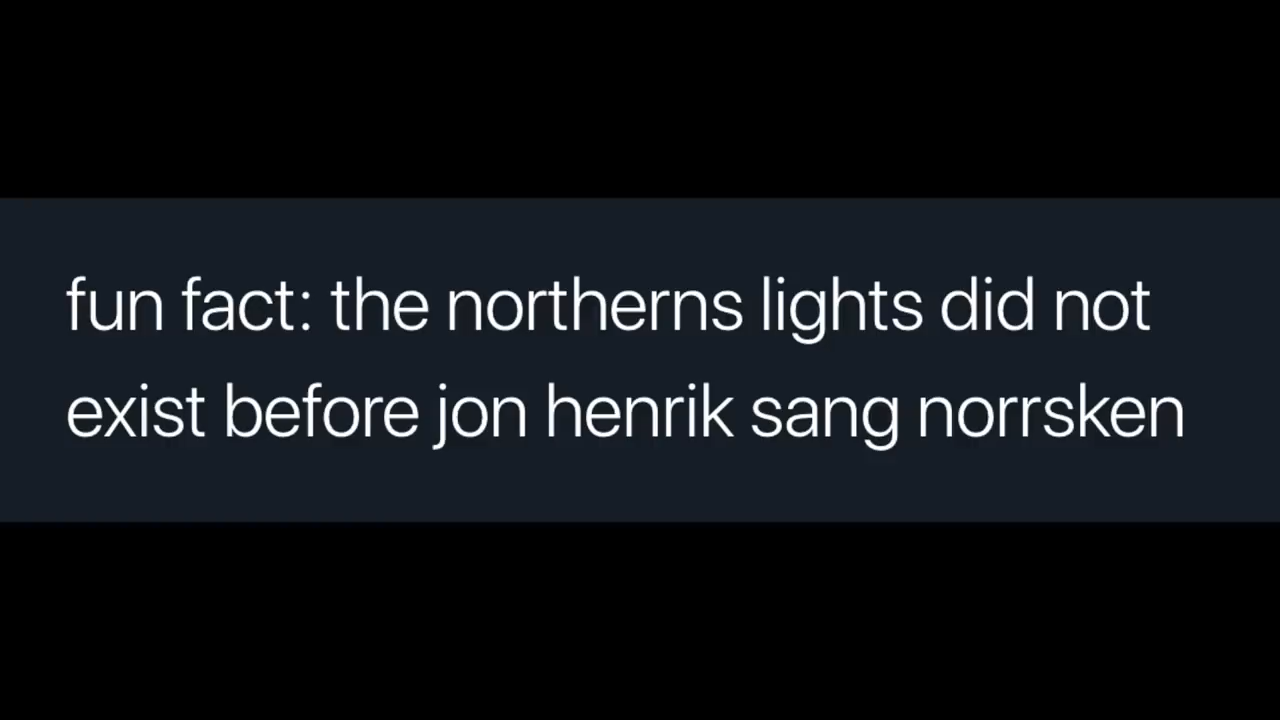 fun fact: the northerns lights did not
exist before jon henrik sang norrsken